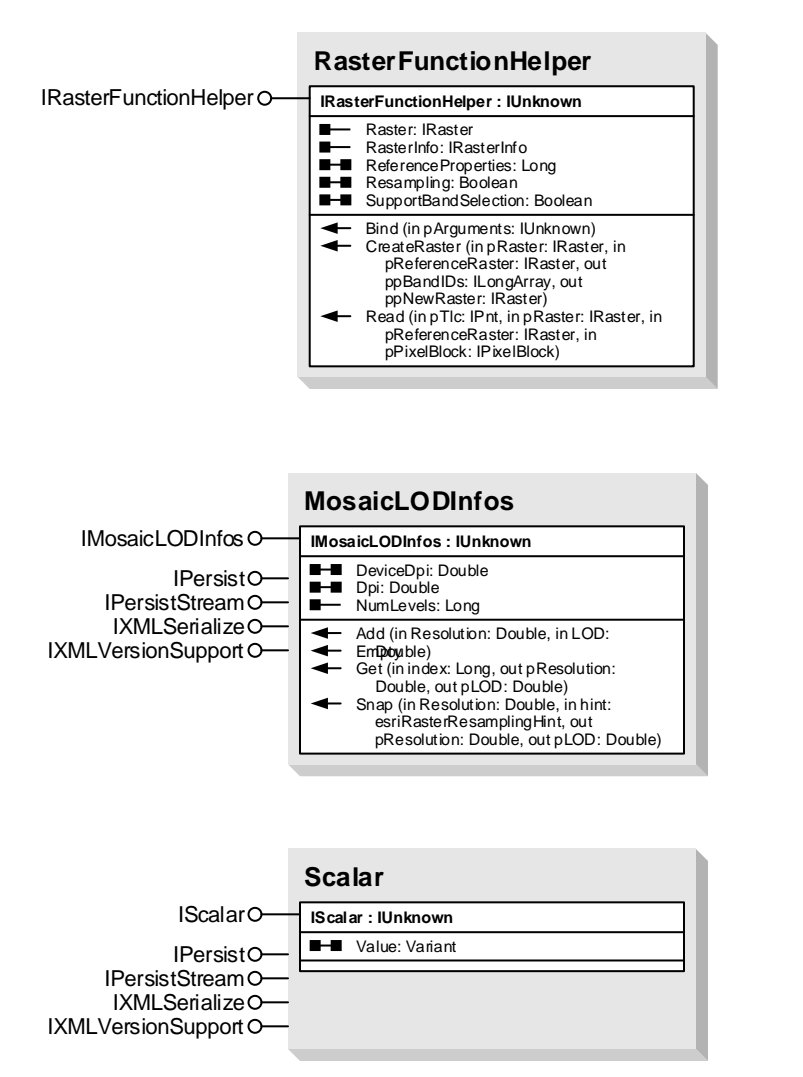 RasterFunctionHelper
IRasterFunctionHelper
IRasterFunctionHelper : IUnknown
Raster: IRaster
RasterInfo: IRasterInfo
ReferenceProperties: Long
Resampling: Boolean
SupportBandSelection: Boolean
Bind (in pArguments: IUnknown)
CreateRaster (in pRaster: IRaster, in
pReferenceRaster: IRaster, out
ppBandIDs: ILongArray, out
ppNewRaster: IRaster)
Read (in pTlc: IPnt, in pRaster: IRaster, in
pReferenceRaster: IRaster, in
pPixelBlock: IPixelBlock)
MosaicLODInfos
IMosaicLODInfos
IPersist
IPersistStream
IXMLSerialize
IXMLVersionSupport
IMosaicLODInfos : IUnknown
DeviceDpi: Double
Dpi: Double
NumLevels: Long
Add (in Resolution: Double, in LOD:
Double)
Empty
Get (in index: Long, out pResolution:
Double, out pLOD: Double)
Snap (in Resolution: Double, in hint:
esriRasterResamplingHint, out
pResolution: Double, out pLOD: Double)
Scalar
IScalar
IPersist
IPersistStream
IXMLSerialize
IXMLVersionSupport
IScalar : IUnknown
Value: Variant